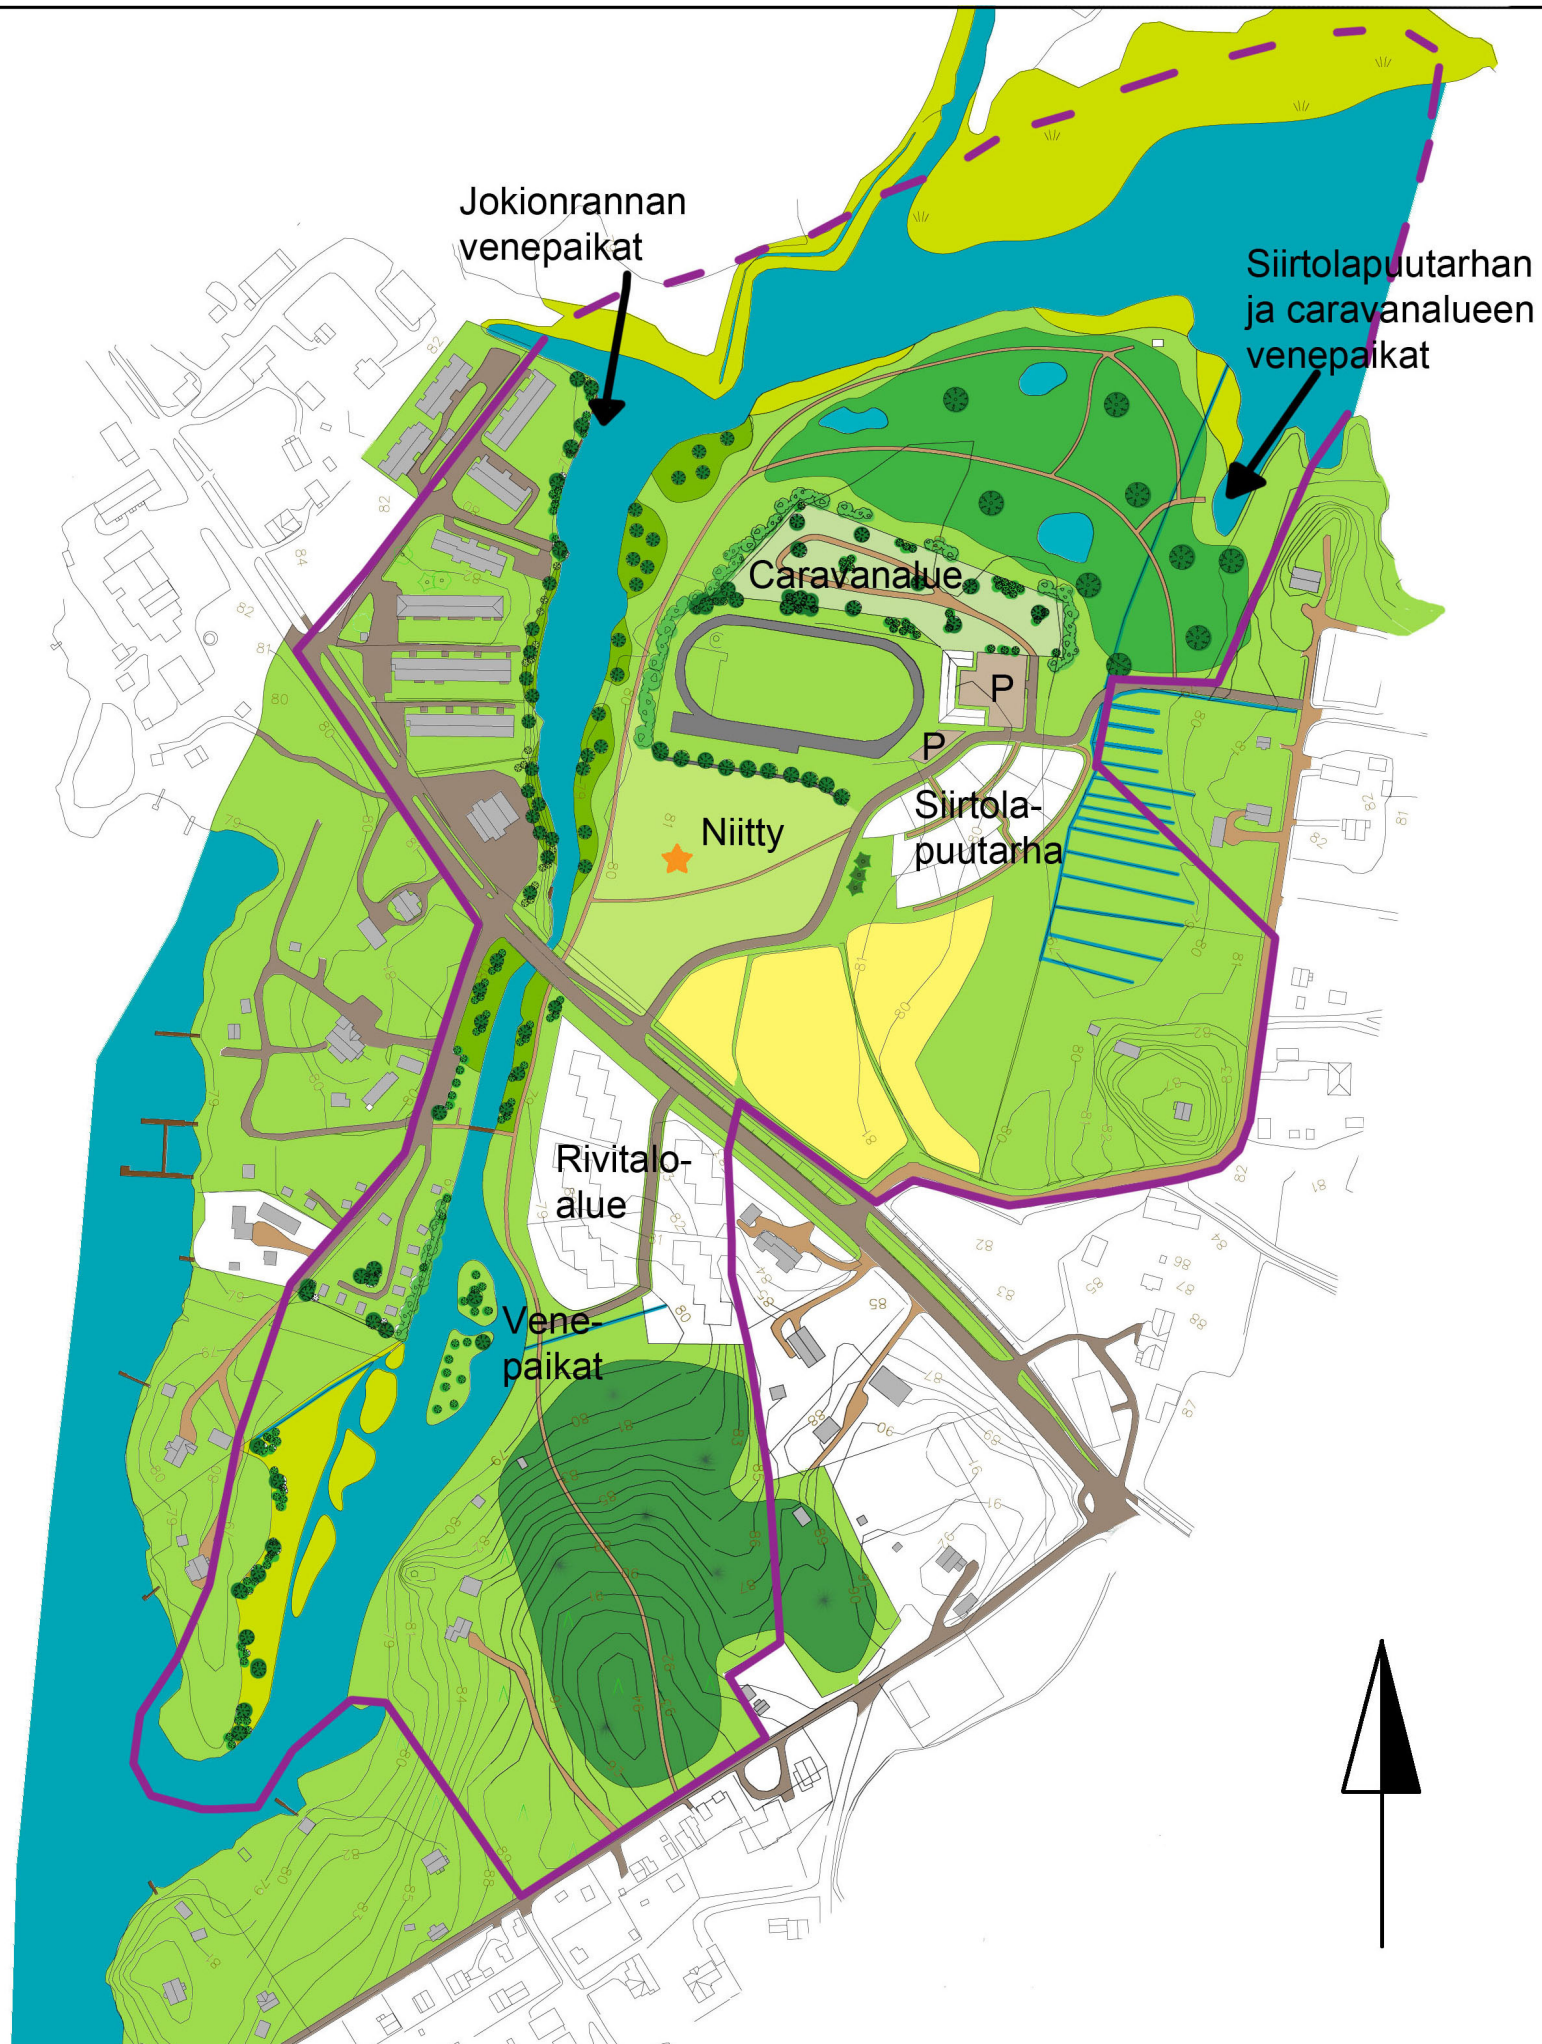 Jokionrannan
venepaikat
Siirtolapuutarhan
ja caravanalueen
venepaikat
Caravanalue
P
P
Siirtola-
puutarha
Niitty
Rivitalo-
alue
Vene-
paikat